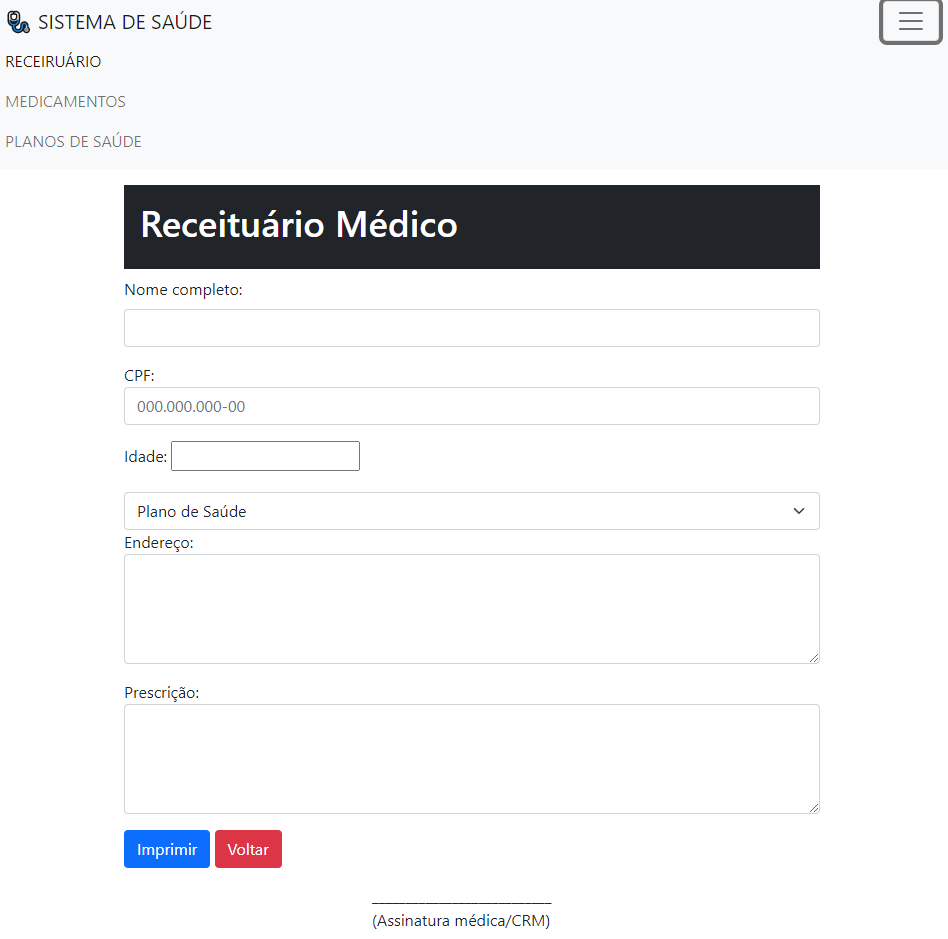 SISTEMA DE SAÚDE
RECEIRUÁRIO
MEDICAMENTOS
PLANOS DE SAÚDE
Receituário Médico
Nome completo:
CPF:
000.000.000-00
Idade:
Plano de Saúde
Endereço:
Prescrição:
Imprimir Voltar
_________________________
(Assinatura médica/CRM)